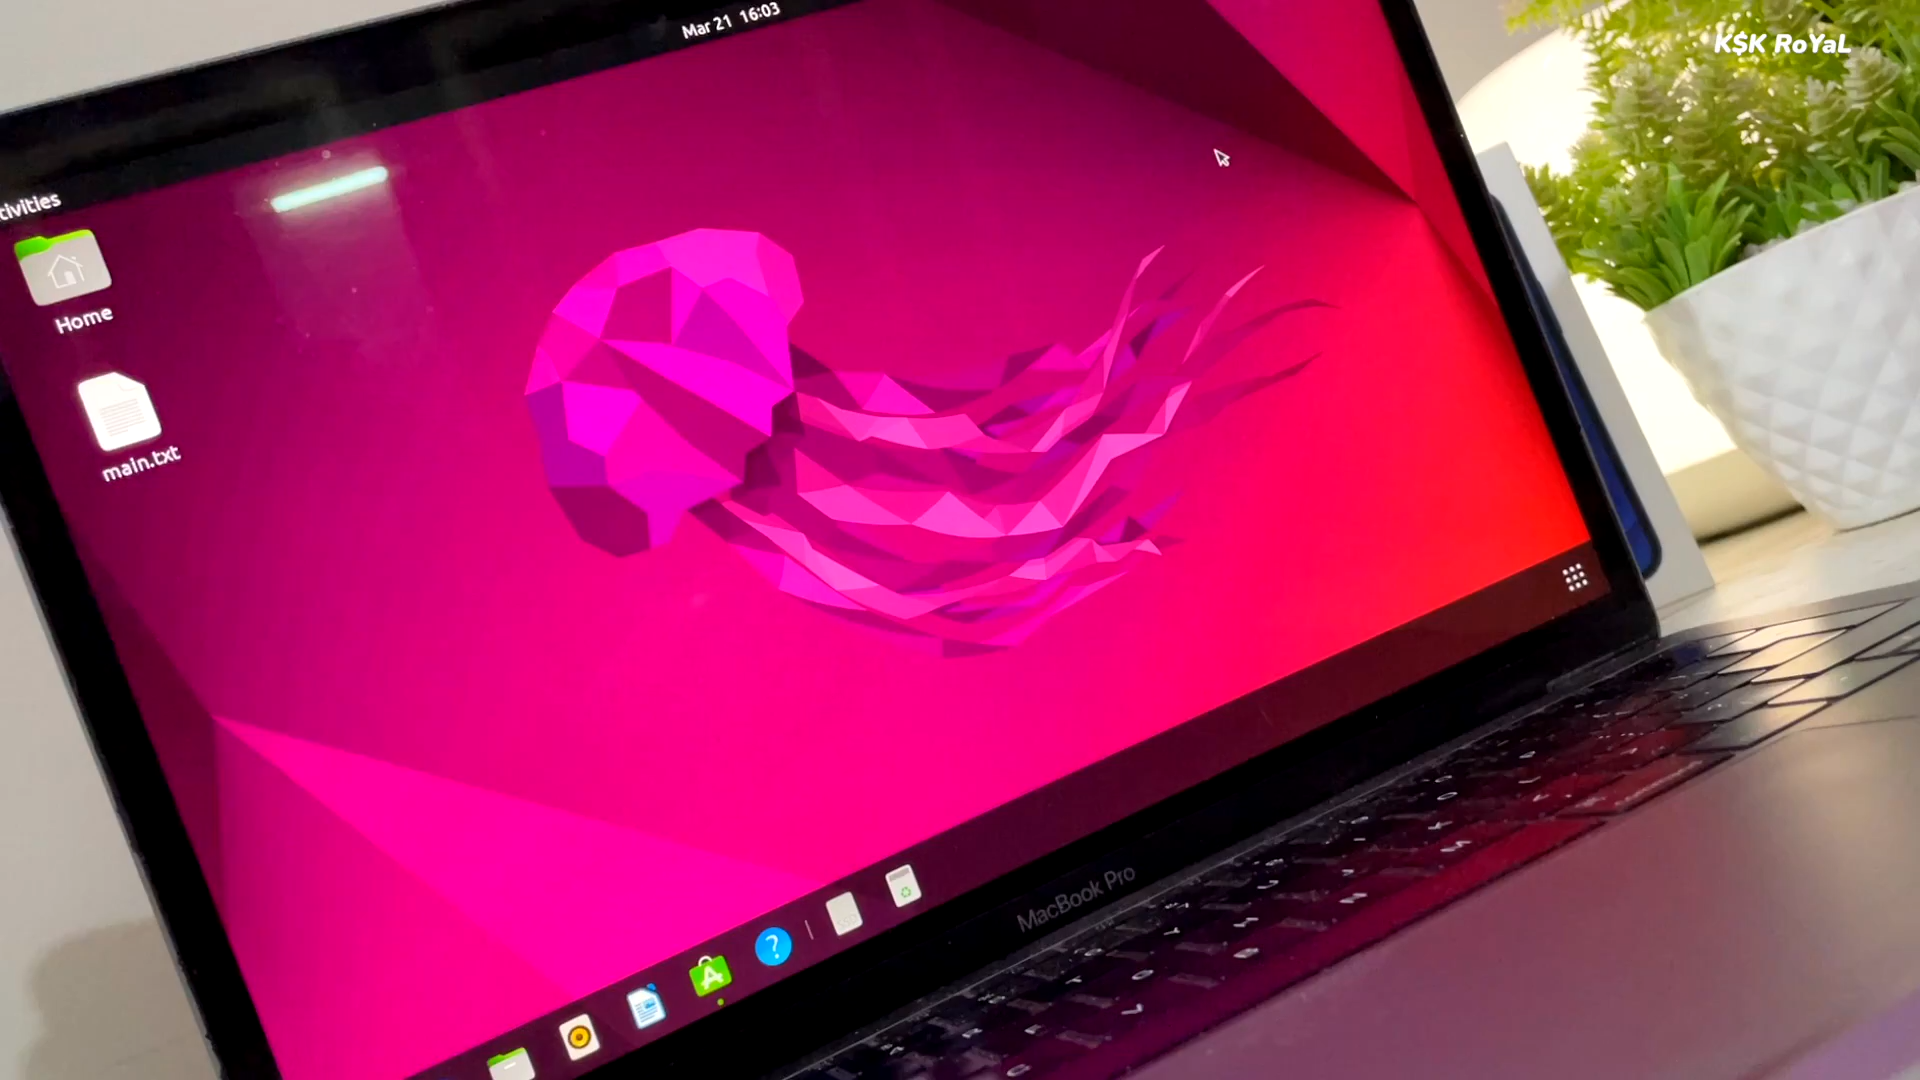 K$K RoYaL
Mar 21 16:03
tivities
Home
main.txt
MacBook Pro